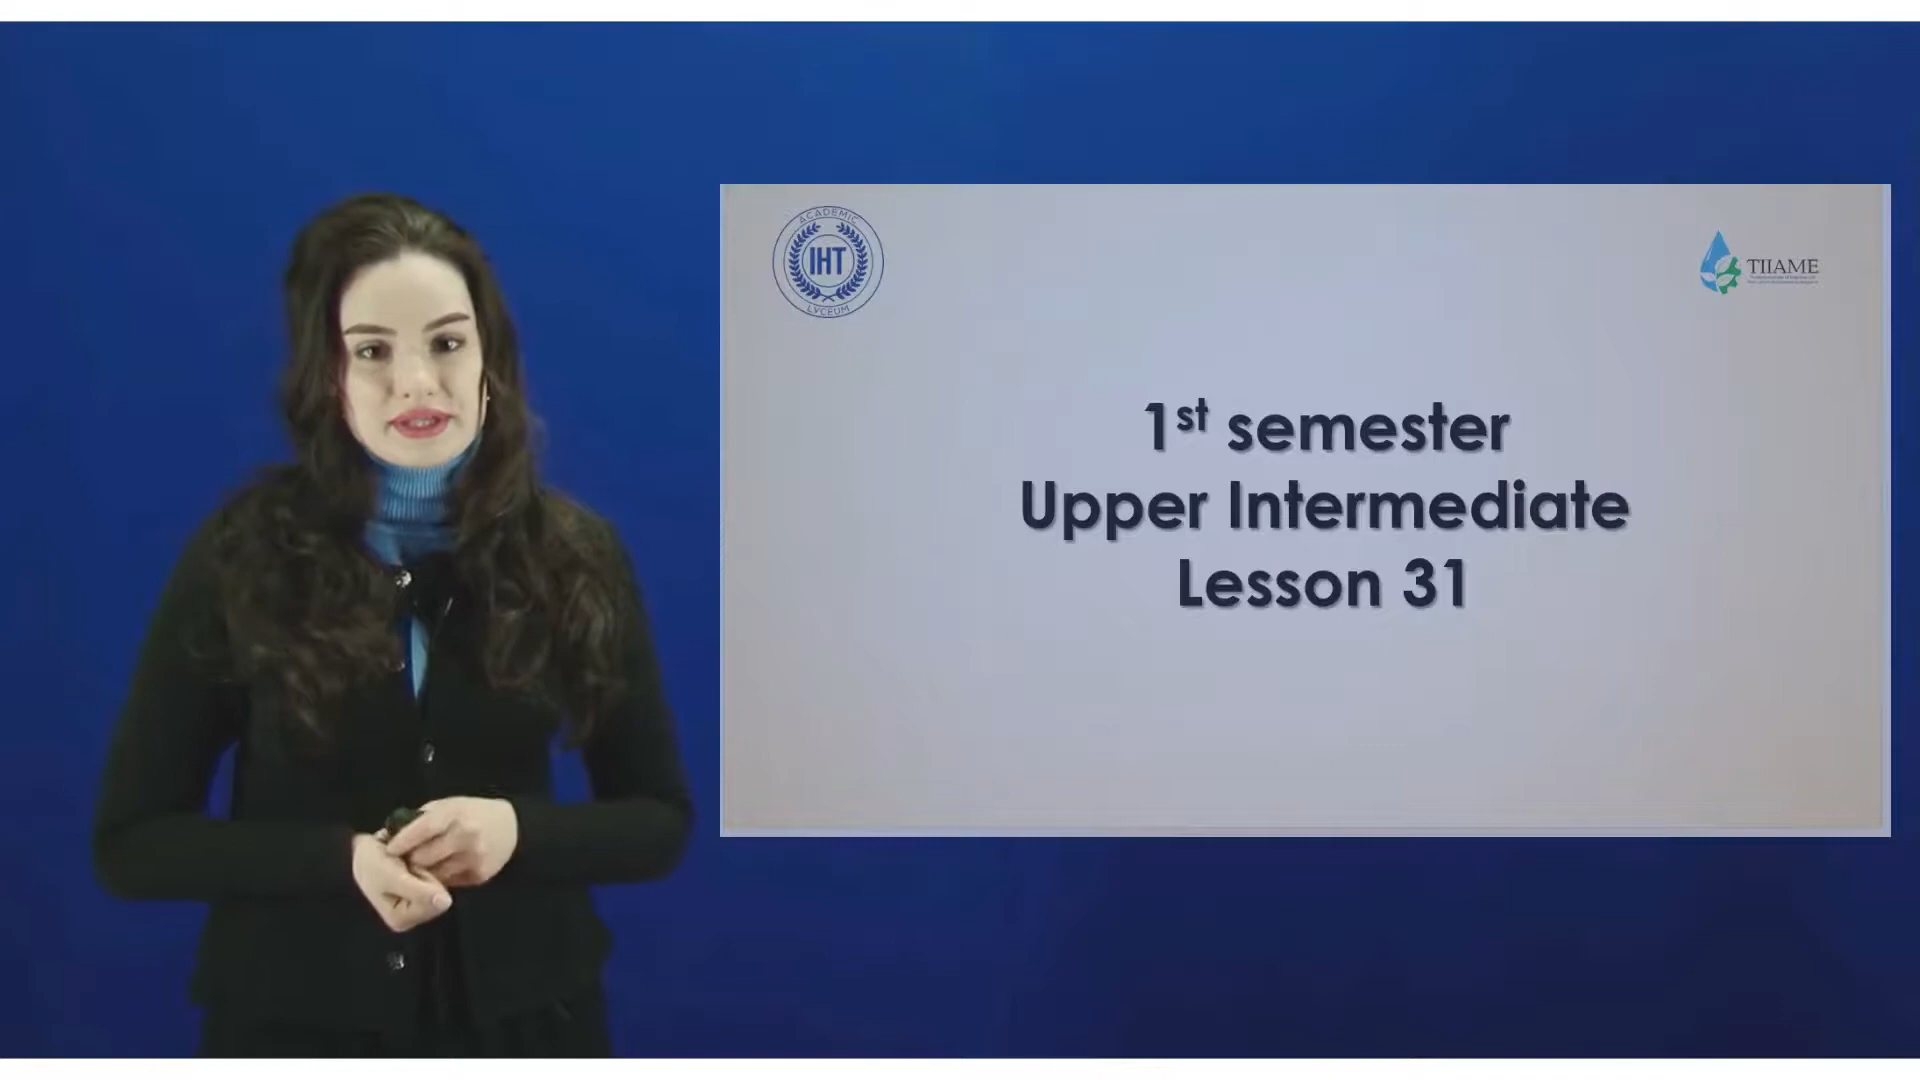 ACADEMIC
IHT
LYCEUM
TIIAME
1st semester
Upper Intermediate
Lesson 31